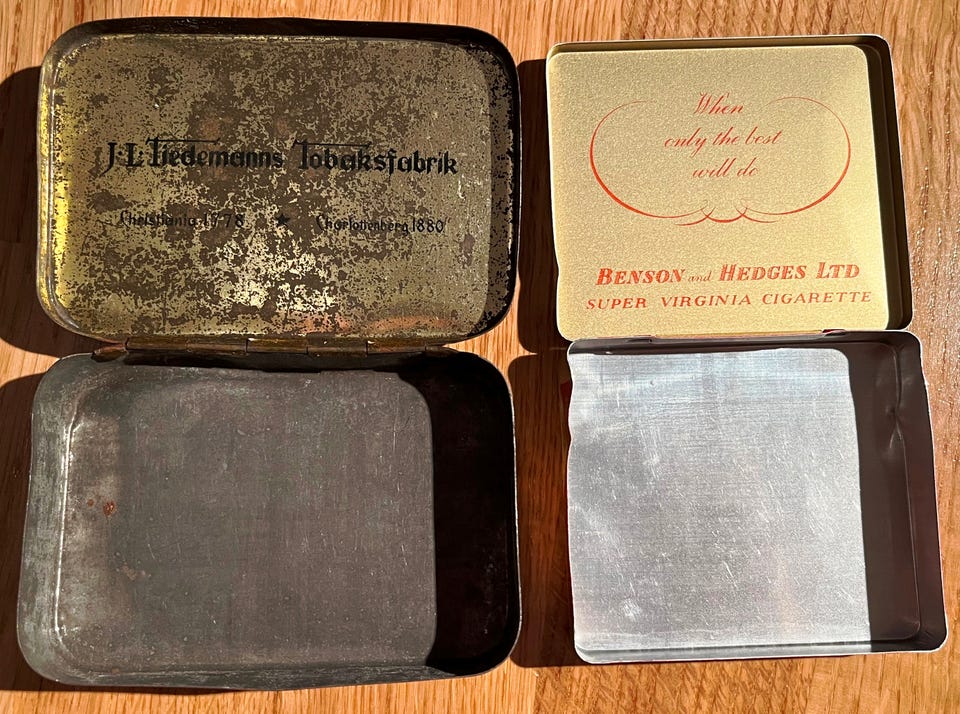 J.L. Tiedemanns Tobaksfabrik
Christiania 1778 ★ Charlottenberg 1880
When
only the best
will do
BENSON and HEDGES LTD
SUPER VIRGINIA CIGARETTE